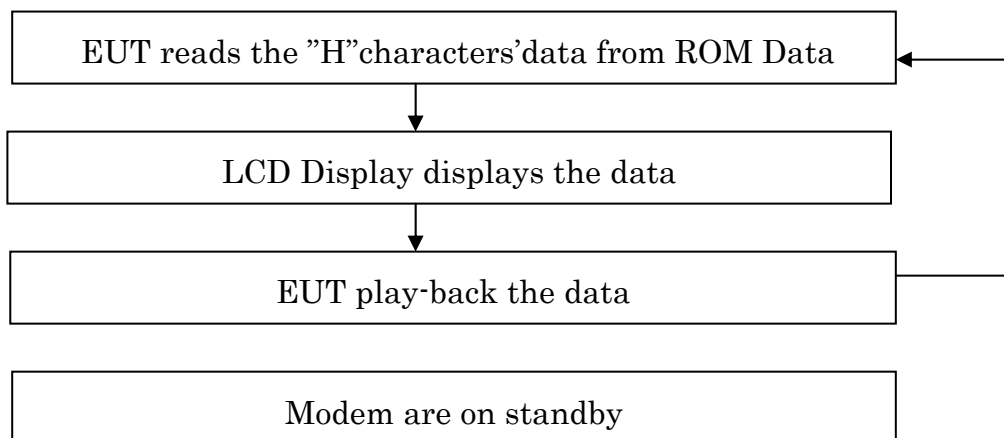 EUT reads the ”H”characters’data from ROM Data
LCD Display displays the data
EUT play-back the data
Modem are on standby